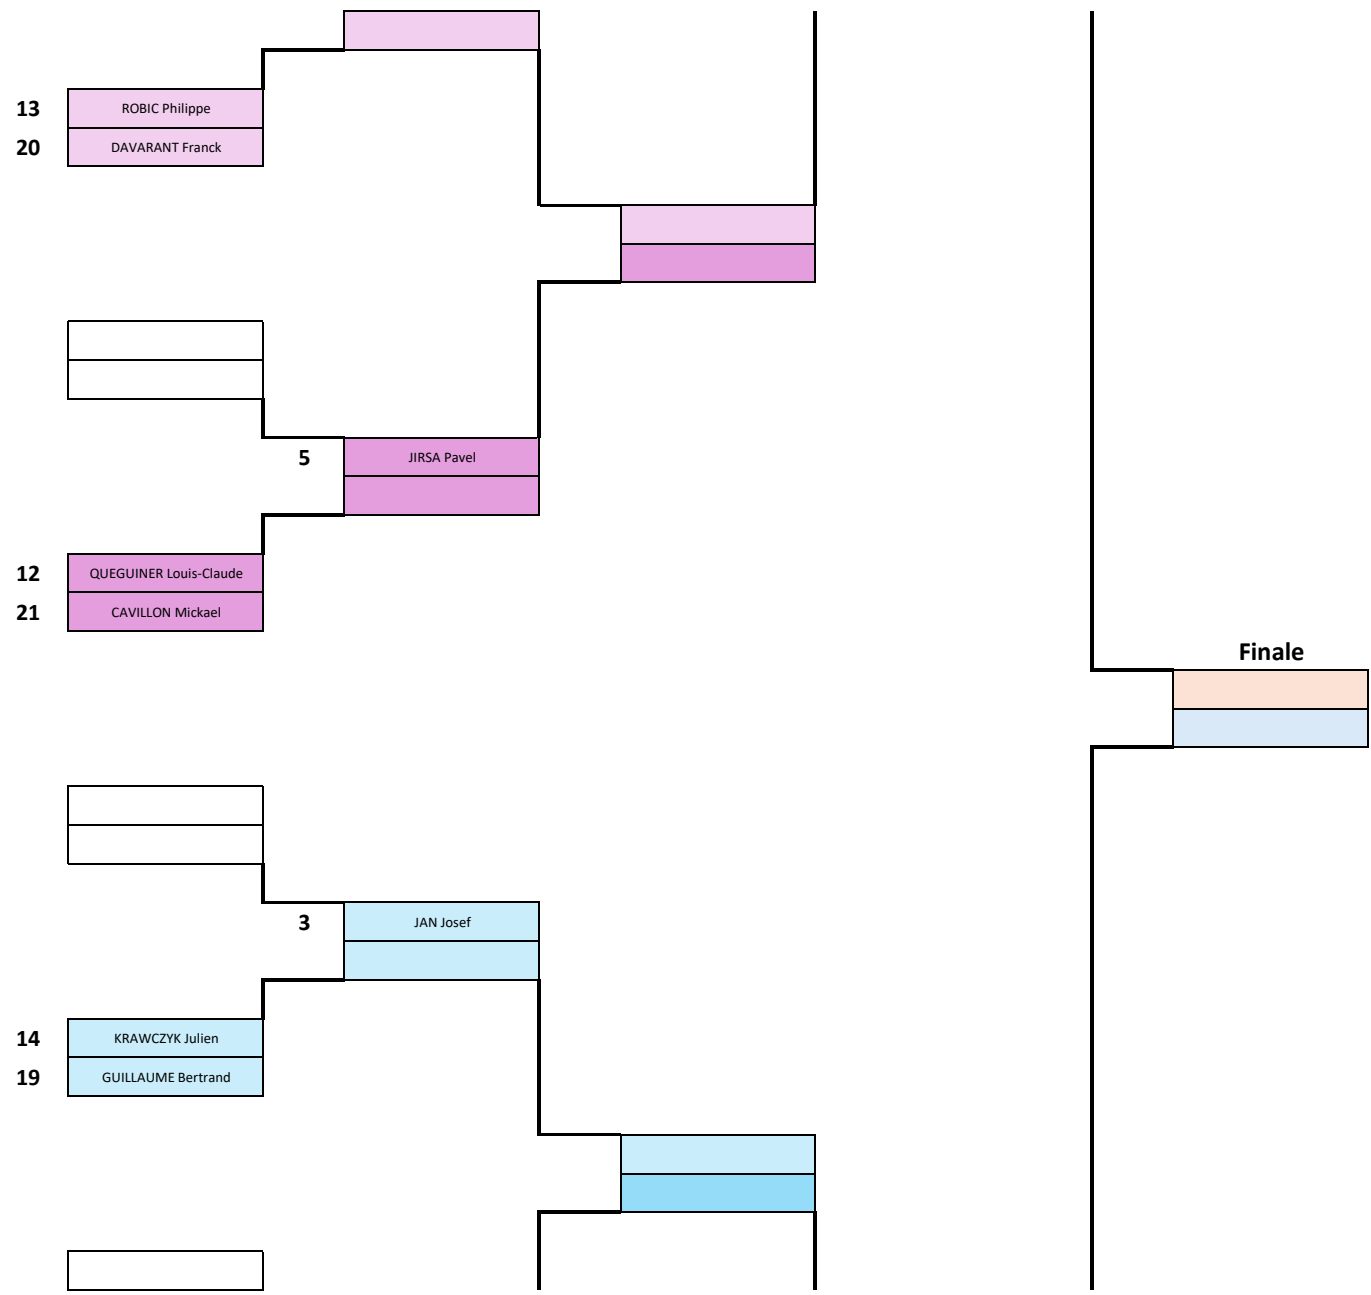 13 ROBIC Philippe
20 DAVARANT Franck
5 JIRSA Pavel
12 QUEGUINER Louis-Claude
21 CAVILLON Mickael
Finale
3 JAN Josef
14 KRAWCZYK Julien
19 GUILLAUME Bertrand